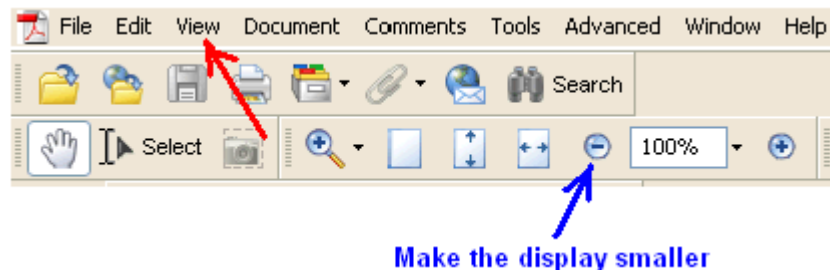 File Edit View Document Comments Tools Advanced Window Help
Search
Select 100%
Make the display smaller